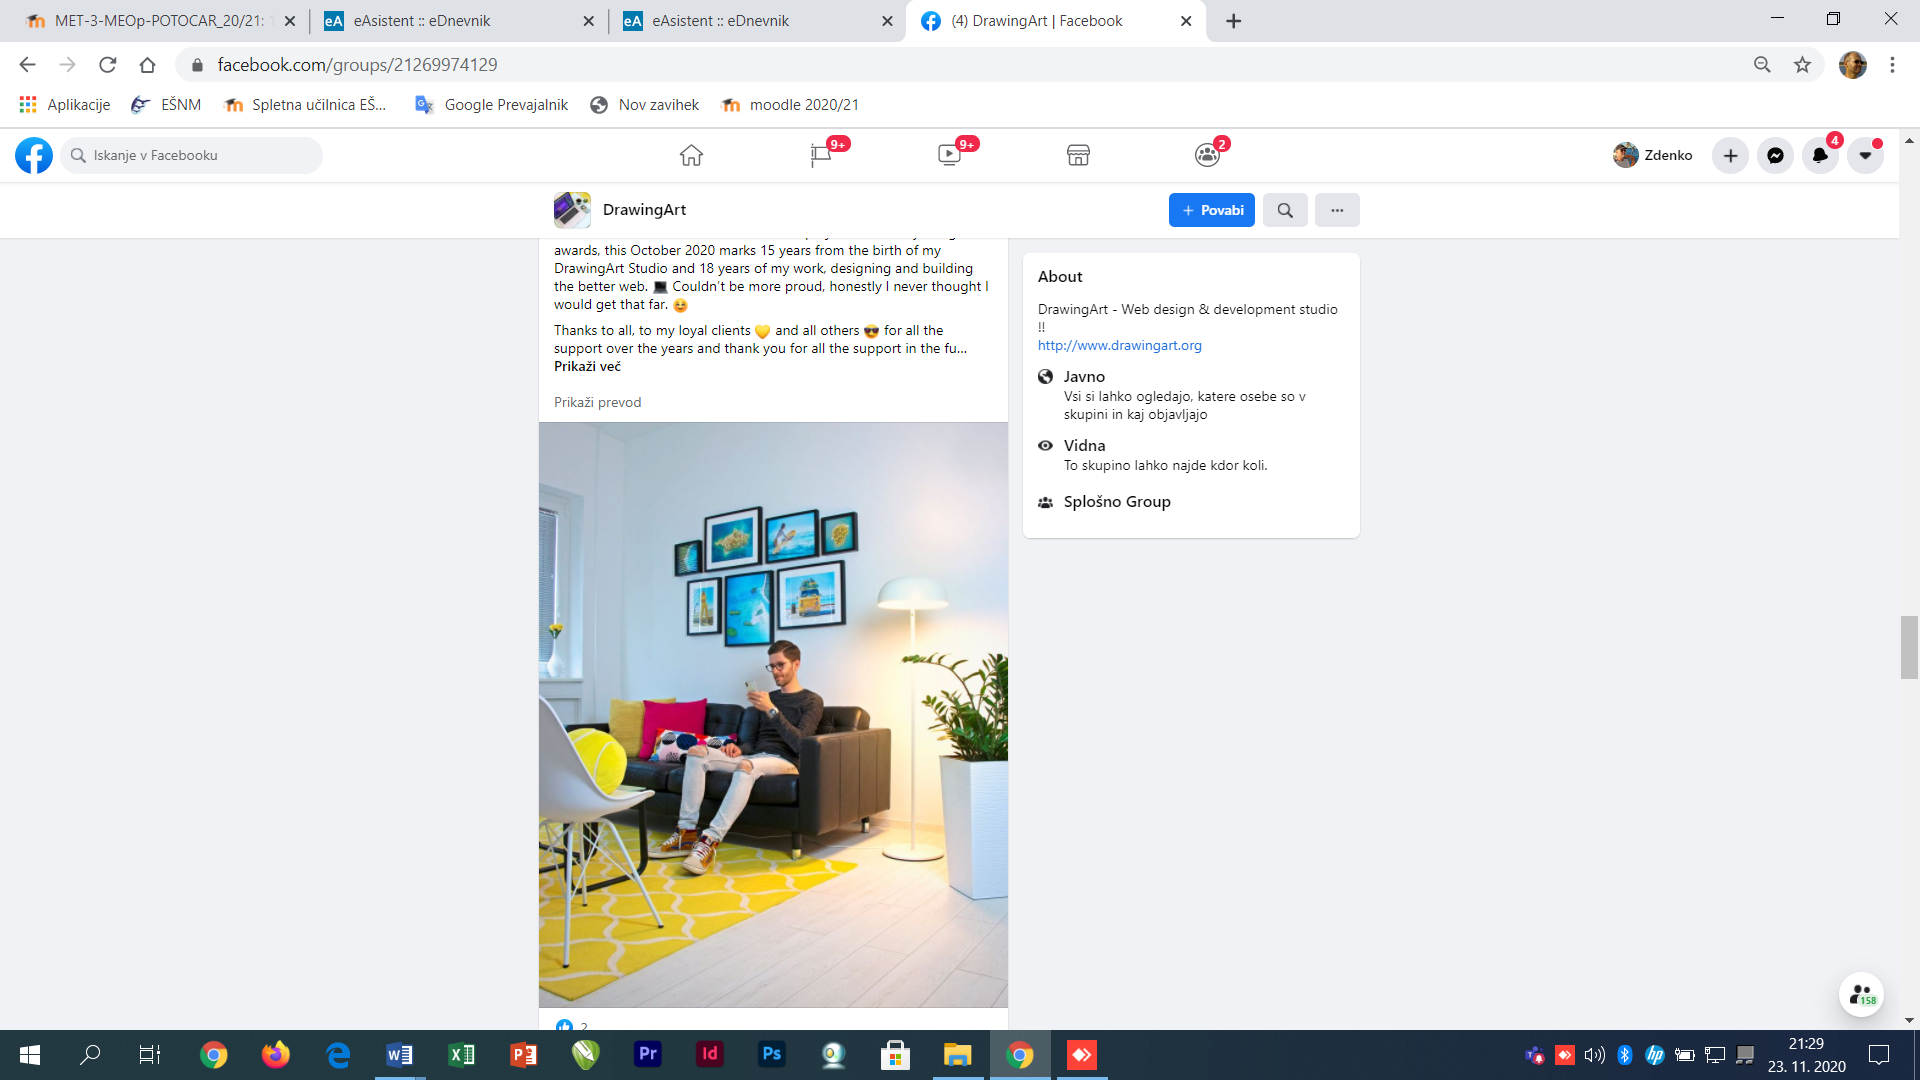 MET-3-MEOp-POTOCAR_20/21:
eAsistent :: eDnevnik
eAsistent :: eDnevnik
(4) DrawingArt | Facebook
facebook.com/groups/21269974129
Aplikacije
EŠNM
Spletna učilnica EŠ...
Google Prevajalnik
Nov zavihek
moodle 2020/21
Iskanje v Facebooku
9+
9+
2
Zdenko
4
DrawingArt
+ Povabi
awards, this October 2020 marks 15 years from the birth of my
DrawingArt Studio and 18 years of my work, designing and building
the better web. 💻 Couldn't be more proud, honestly I never thought I
would get that far. ☺️
Thanks to all, to my loyal clients 💛 and all others 😎 for all the
support over the years and thank you for all the support in the fu...
Prikaži več
Prikaži prevod
2
About
DrawingArt - Web design & development studio
!!
http://www.drawingart.org
Javno
Vsi si lahko ogledajo, katere osebe so v
skupini in kaj objavljajo
Vidna
To skupino lahko najde kdor koli.
Splošno Group
158
21:29
23. 11. 2020